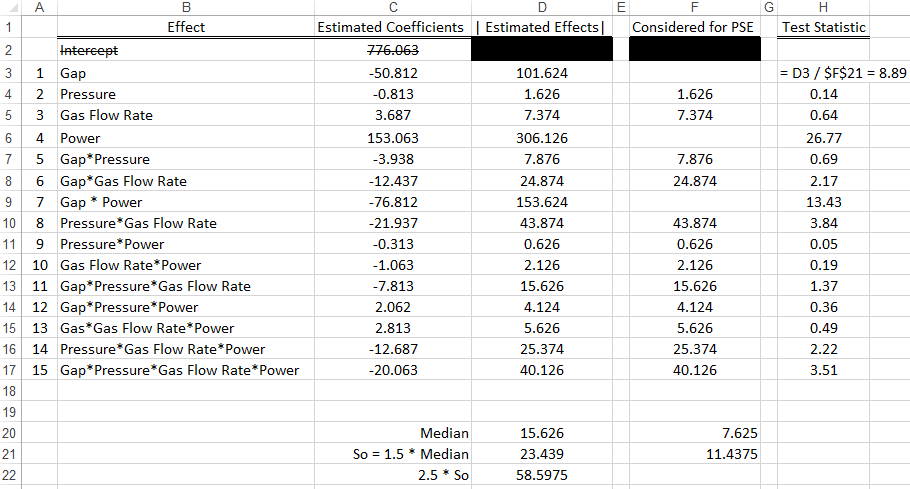 A B C D E F G H
1 Effect Estimated Coefficients | Estimated Effects| Considered for PSE Test Statistic
2 Intercept 776.063
3 1 Gap -50.812 101.624 = D3 / $F$21 = 8.89
4 2 Pressure -0.813 1.626 1.626 0.14
5 3 Gas Flow Rate 3.687 7.374 7.374 0.64
6 4 Power 153.063 306.126 26.77
7 5 Gap*Pressure -3.938 7.876 7.876 0.69
8 6 Gap*Gas Flow Rate -12.437 24.874 24.874 2.17
9 7 Gap * Power -76.812 153.624 13.43
10 8 Pressure*Gas Flow Rate -21.937 43.874 43.874 3.84
11 9 Pressure*Power -0.313 0.626 0.626 0.05
12 10 Gas Flow Rate*Power -1.063 2.126 2.126 0.19
13 11 Gap*Pressure*Gas Flow Rate -7.813 15.626 15.626 1.37
14 12 Gap*Pressure*Power 2.062 4.124 4.124 0.36
15 13 Gas*Gas Flow Rate*Power 2.813 5.626 5.626 0.49
16 14 Pressure*Gas Flow Rate*Power -12.687 25.374 25.374 2.22
17 15 Gap*Pressure*Gas Flow Rate*Power -20.063 40.126 40.126 3.51
18
19
20 Median 15.626 7.625
21 So = 1.5 * Median 23.439 11.4375
22 2.5 * So 58.5975